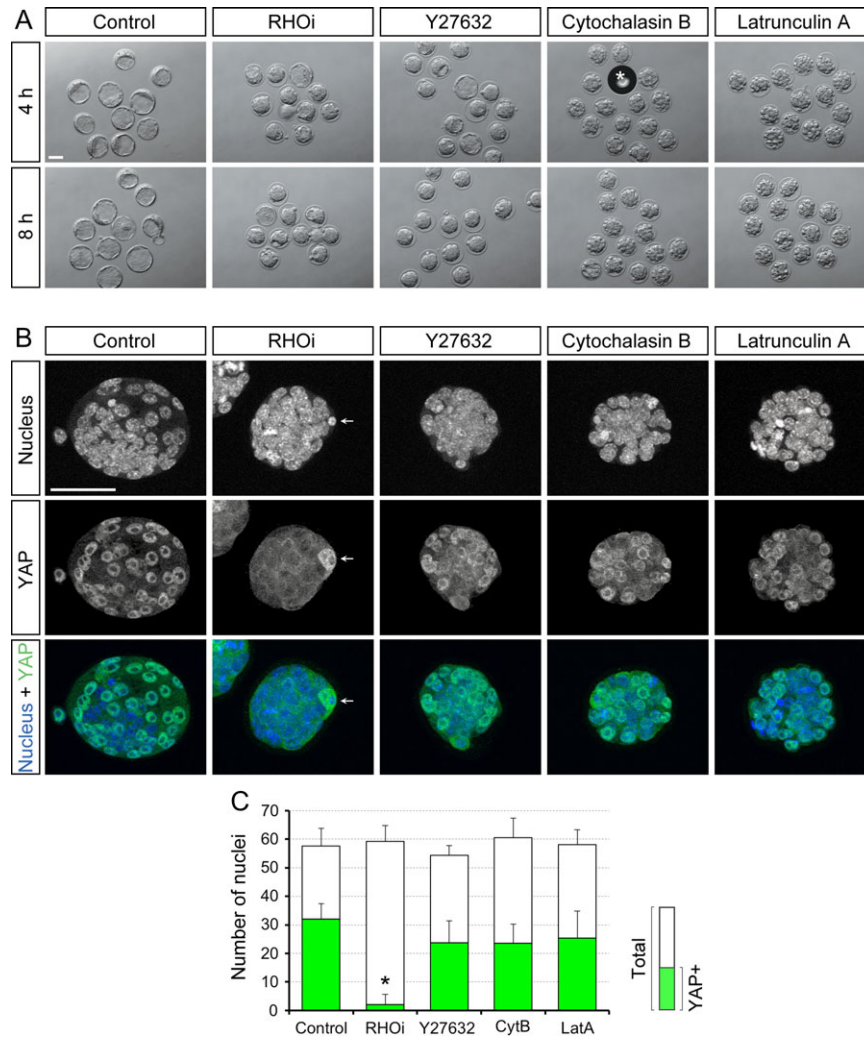 A
Control RHOi Y27632 Cytochalasin B Latrunculin A
4 h
*
8 h
B
Control RHOi Y27632 Cytochalasin B Latrunculin A
Nucleus
YAP
Nucleus + YAP
C
Number of nuclei
70
60
50
40
30
20
10
0
*
Control RHOi Y27632 CytB LatA
Total
YAP+